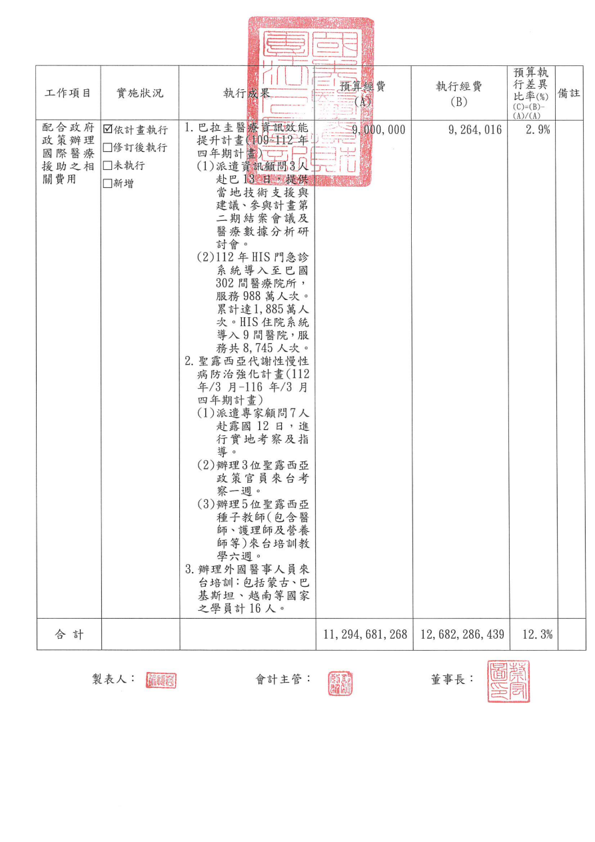 工作項目
實施狀況
執行成果
預算經費
(A)
執行經費
(B)
預算執
行差異
比率(%)
(C)=(B)-
(A)/(A)
備註
配合政府
政策辦理
國際醫療
援助之相
關費用
☑依計畫執行
□修訂後執行
□未執行
□新增
1.巴拉圭醫療資訊效能
提升計畫(109-112年
四年期計畫)
(1)派遣資訊顧問3人
赴巴13日，提供
當地技術支援與
建議、參與計畫第
二期結案會議及
醫療數據分析研
討會。
(2)112年HIS門急診
系統導入至巴國
302間醫療院所，
服務988萬人次。
累計達1,885萬人
次。HIS住院系統
導入9間醫院，服
務共8,745人次。
2.聖露西亞代謝性慢性
病防治強化計畫(112
年/3月-116年/3月
四年期計畫)
(1)派遣專家顧問7人
赴露國12日，進
行實地考察及指
導。
(2)辦理3位聖露西亞
政策官員來台考
察一週。
(3)辦理5位聖露西亞
種子教師(包含醫
師、護理師及營養
師等)來台培訓教
學六週。
3.辦理外國醫事人員來
台培訓：包括蒙古、巴
基斯坦、越南等國家
之學員計16人。
9,000,000
9,264,016
2.9%
合計
11,294,681,268
12,682,286,439
12.3%
製表人：
會計主管：
董事長：